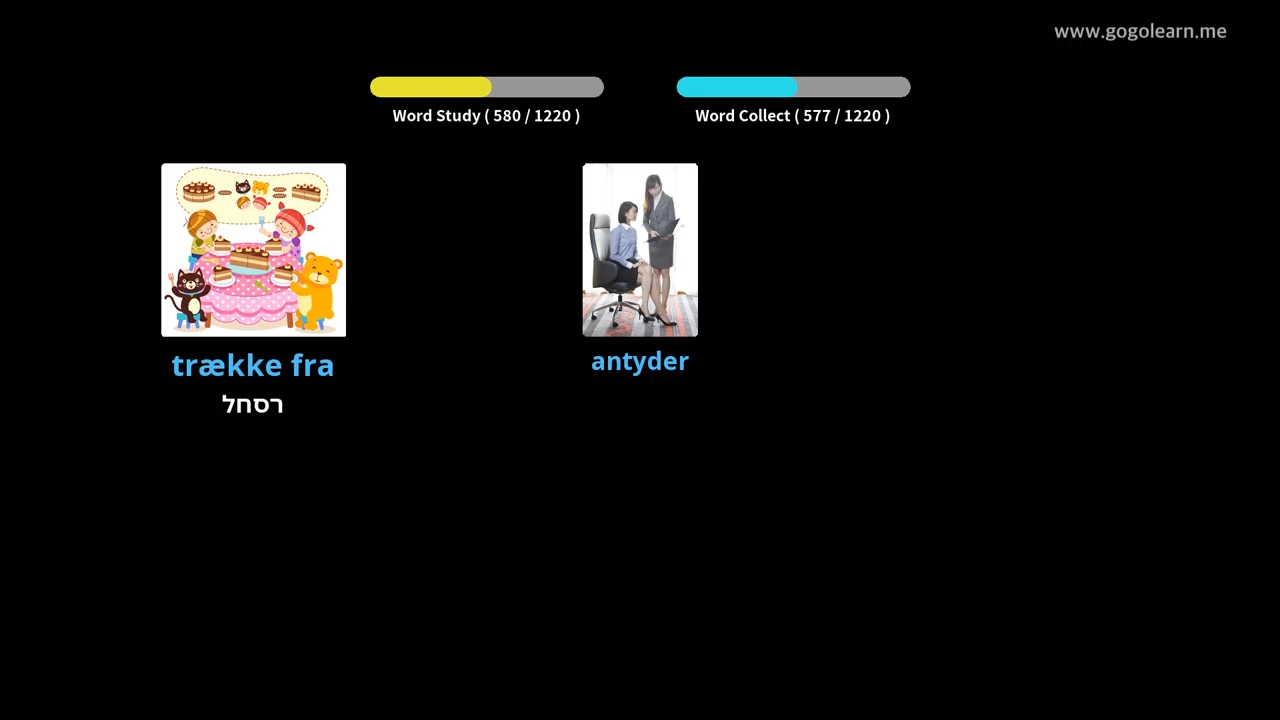 www.gogolearn.me
Word Study ( 580 / 1220 )
Word Collect ( 577 / 1220 )
trække fra
antyder
רסחל